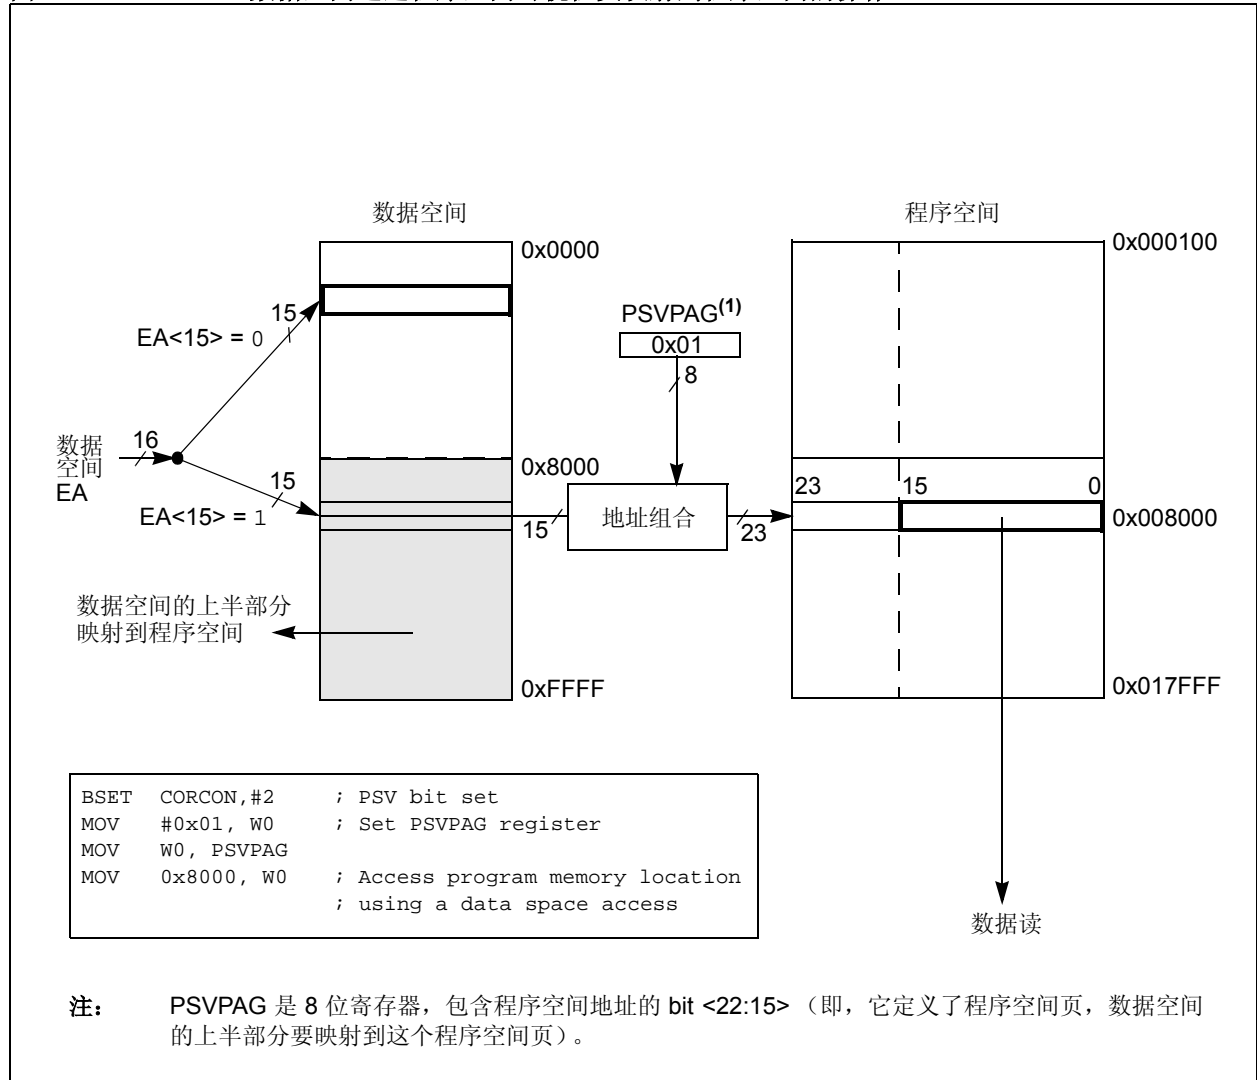 数据空间
程序空间
0x0000
0x000100
15
EA<15> = 0
PSVPAG(1)
0x01
8
数据
空间
EA
16
0x8000
15
EA<15> = 1
15
地址组合
23
23
15
0
0x008000
数据空间的上半部分
映射到程序空间
0xFFFF
0x017FFF
BSET CORCON,#2 ; PSV bit set
MOV #0x01, W0 ; Set PSVPAG register
MOV W0, PSVPAG
MOV 0x8000, W0 ; Access program memory location
; using a data space access
数据读
注: PSVPAG 是 8 位寄存器，包含程序空间地址的 bit <22:15> （即，它定义了程序空间页，数据空间
的上半部分要映射到这个程序空间页）。